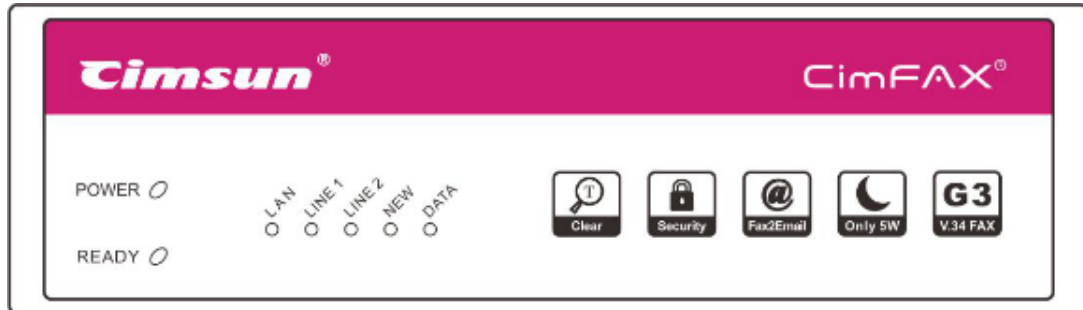 Cimsun®
CimFAX®
POWER
READY
LAN
LINE 1
LINE 2
NEW
DATA
T
Clear
Security
@
Fax2Email
Only 5W
G3
V.34 FAX